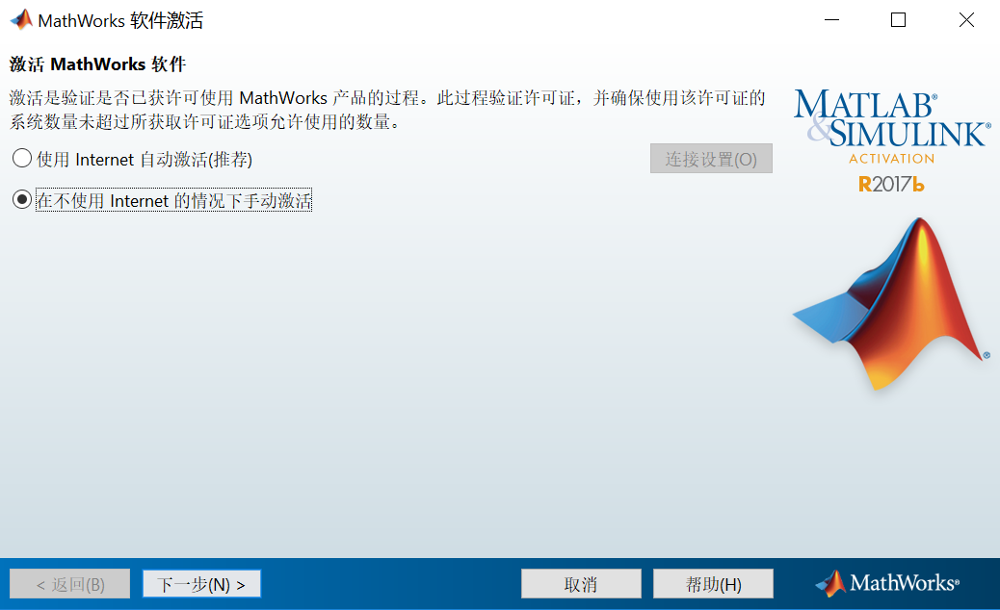 MathWorks 软件激活
激活 MathWorks 软件
激活是验证是否已获许可使用 MathWorks 产品的过程。此过程验证许可证，并确保使用该许可证的
系统数量未超过所获取许可证选项允许使用的数量。
使用 Internet 自动激活(推荐)
连接设置(O)
在不使用 Internet 的情况下手动激活
MATLAB®
&SIMULINK®
ACTIVATION
R2017b
®
< 返回(B)
下一步(N) >
取消
帮助(H)
MathWorks®